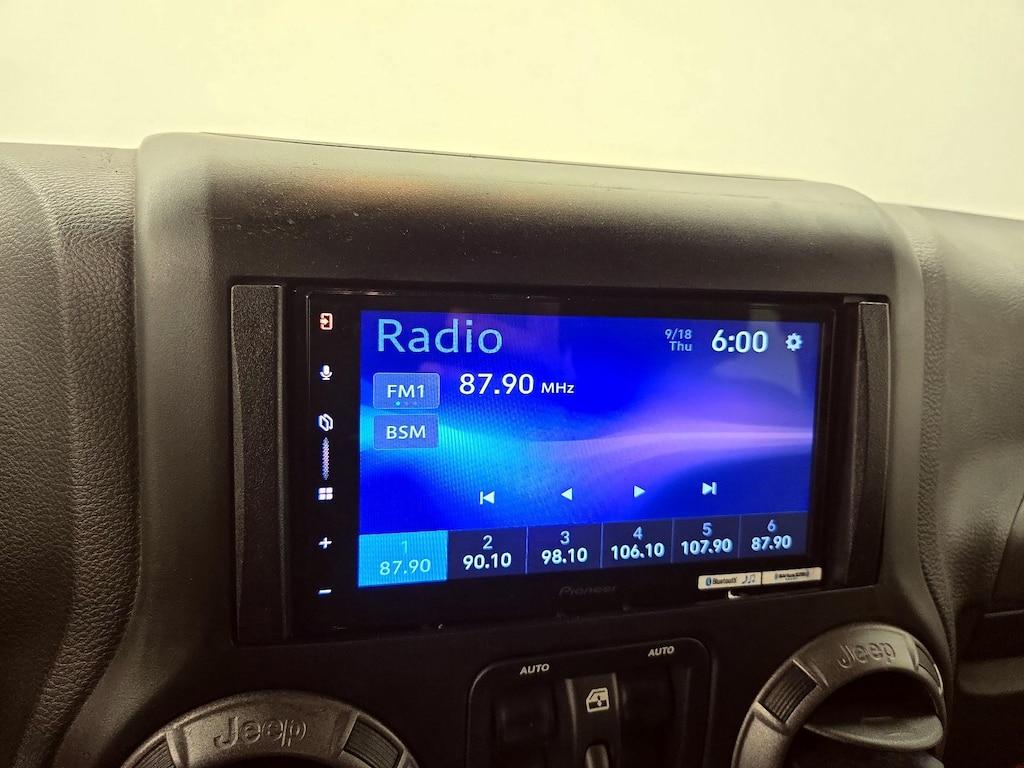 Radio
9/18
Thu
6:00
FM1
87.90 MHz
BSM
1
87.90
2
90.10
3
98.10
4
106.10
5
107.90
6
87.90
Pioneer
Bluetooth
AUTO
AUTO
Jeep
Jeep